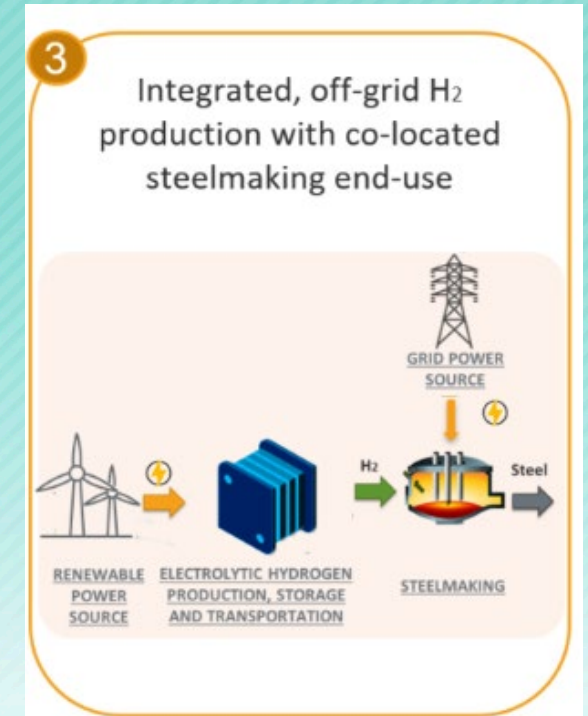 3
Integrated, off-grid H₂
production with co-located
steelmaking end-use
GRID POWER
SOURCE
H₂
Steel
RENEWABLE
POWER
SOURCE
ELECTROLYTIC HYDROGEN
PRODUCTION, STORAGE
AND TRANSPORTATION
STEELMAKING